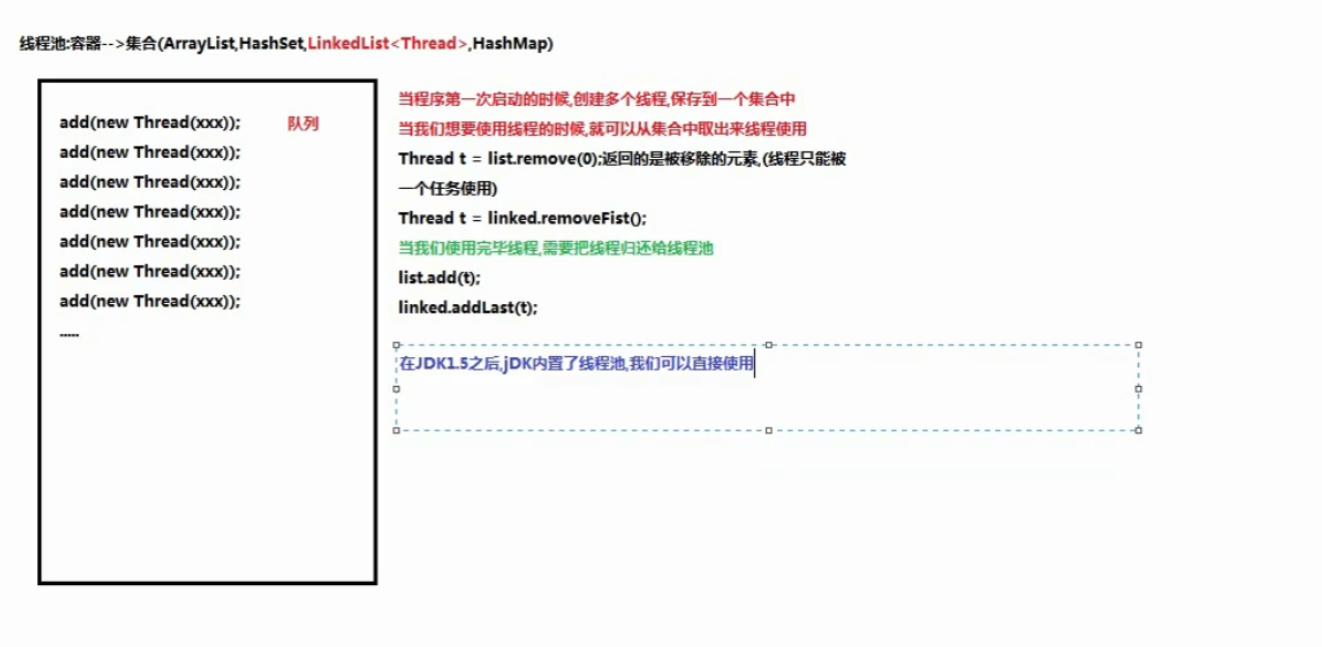 线程池:容器-->集合(ArrayList,HashSet,LinkedList<Thread>,HashMap)
add(new Thread(xxx)); 队列
add(new Thread(xxx));
add(new Thread(xxx));
add(new Thread(xxx));
add(new Thread(xxx));
add(new Thread(xxx));
add(new Thread(xxx));
.....
当程序第一次启动的时候,创建多个线程,保存到一个集合中
当我们想要使用线程的时候,就可以从集合中取出来线程使用
Thread t = list.remove(0);返回的是被移除的元素,(线程只能被
一个任务使用)
Thread t = linked.removeFist();
当我们使用完毕线程,需要把线程归还给线程池
list.add(t);
linked.addLast(t);
在JDK1.5之后,jDK内置了线程池,我们可以直接使用